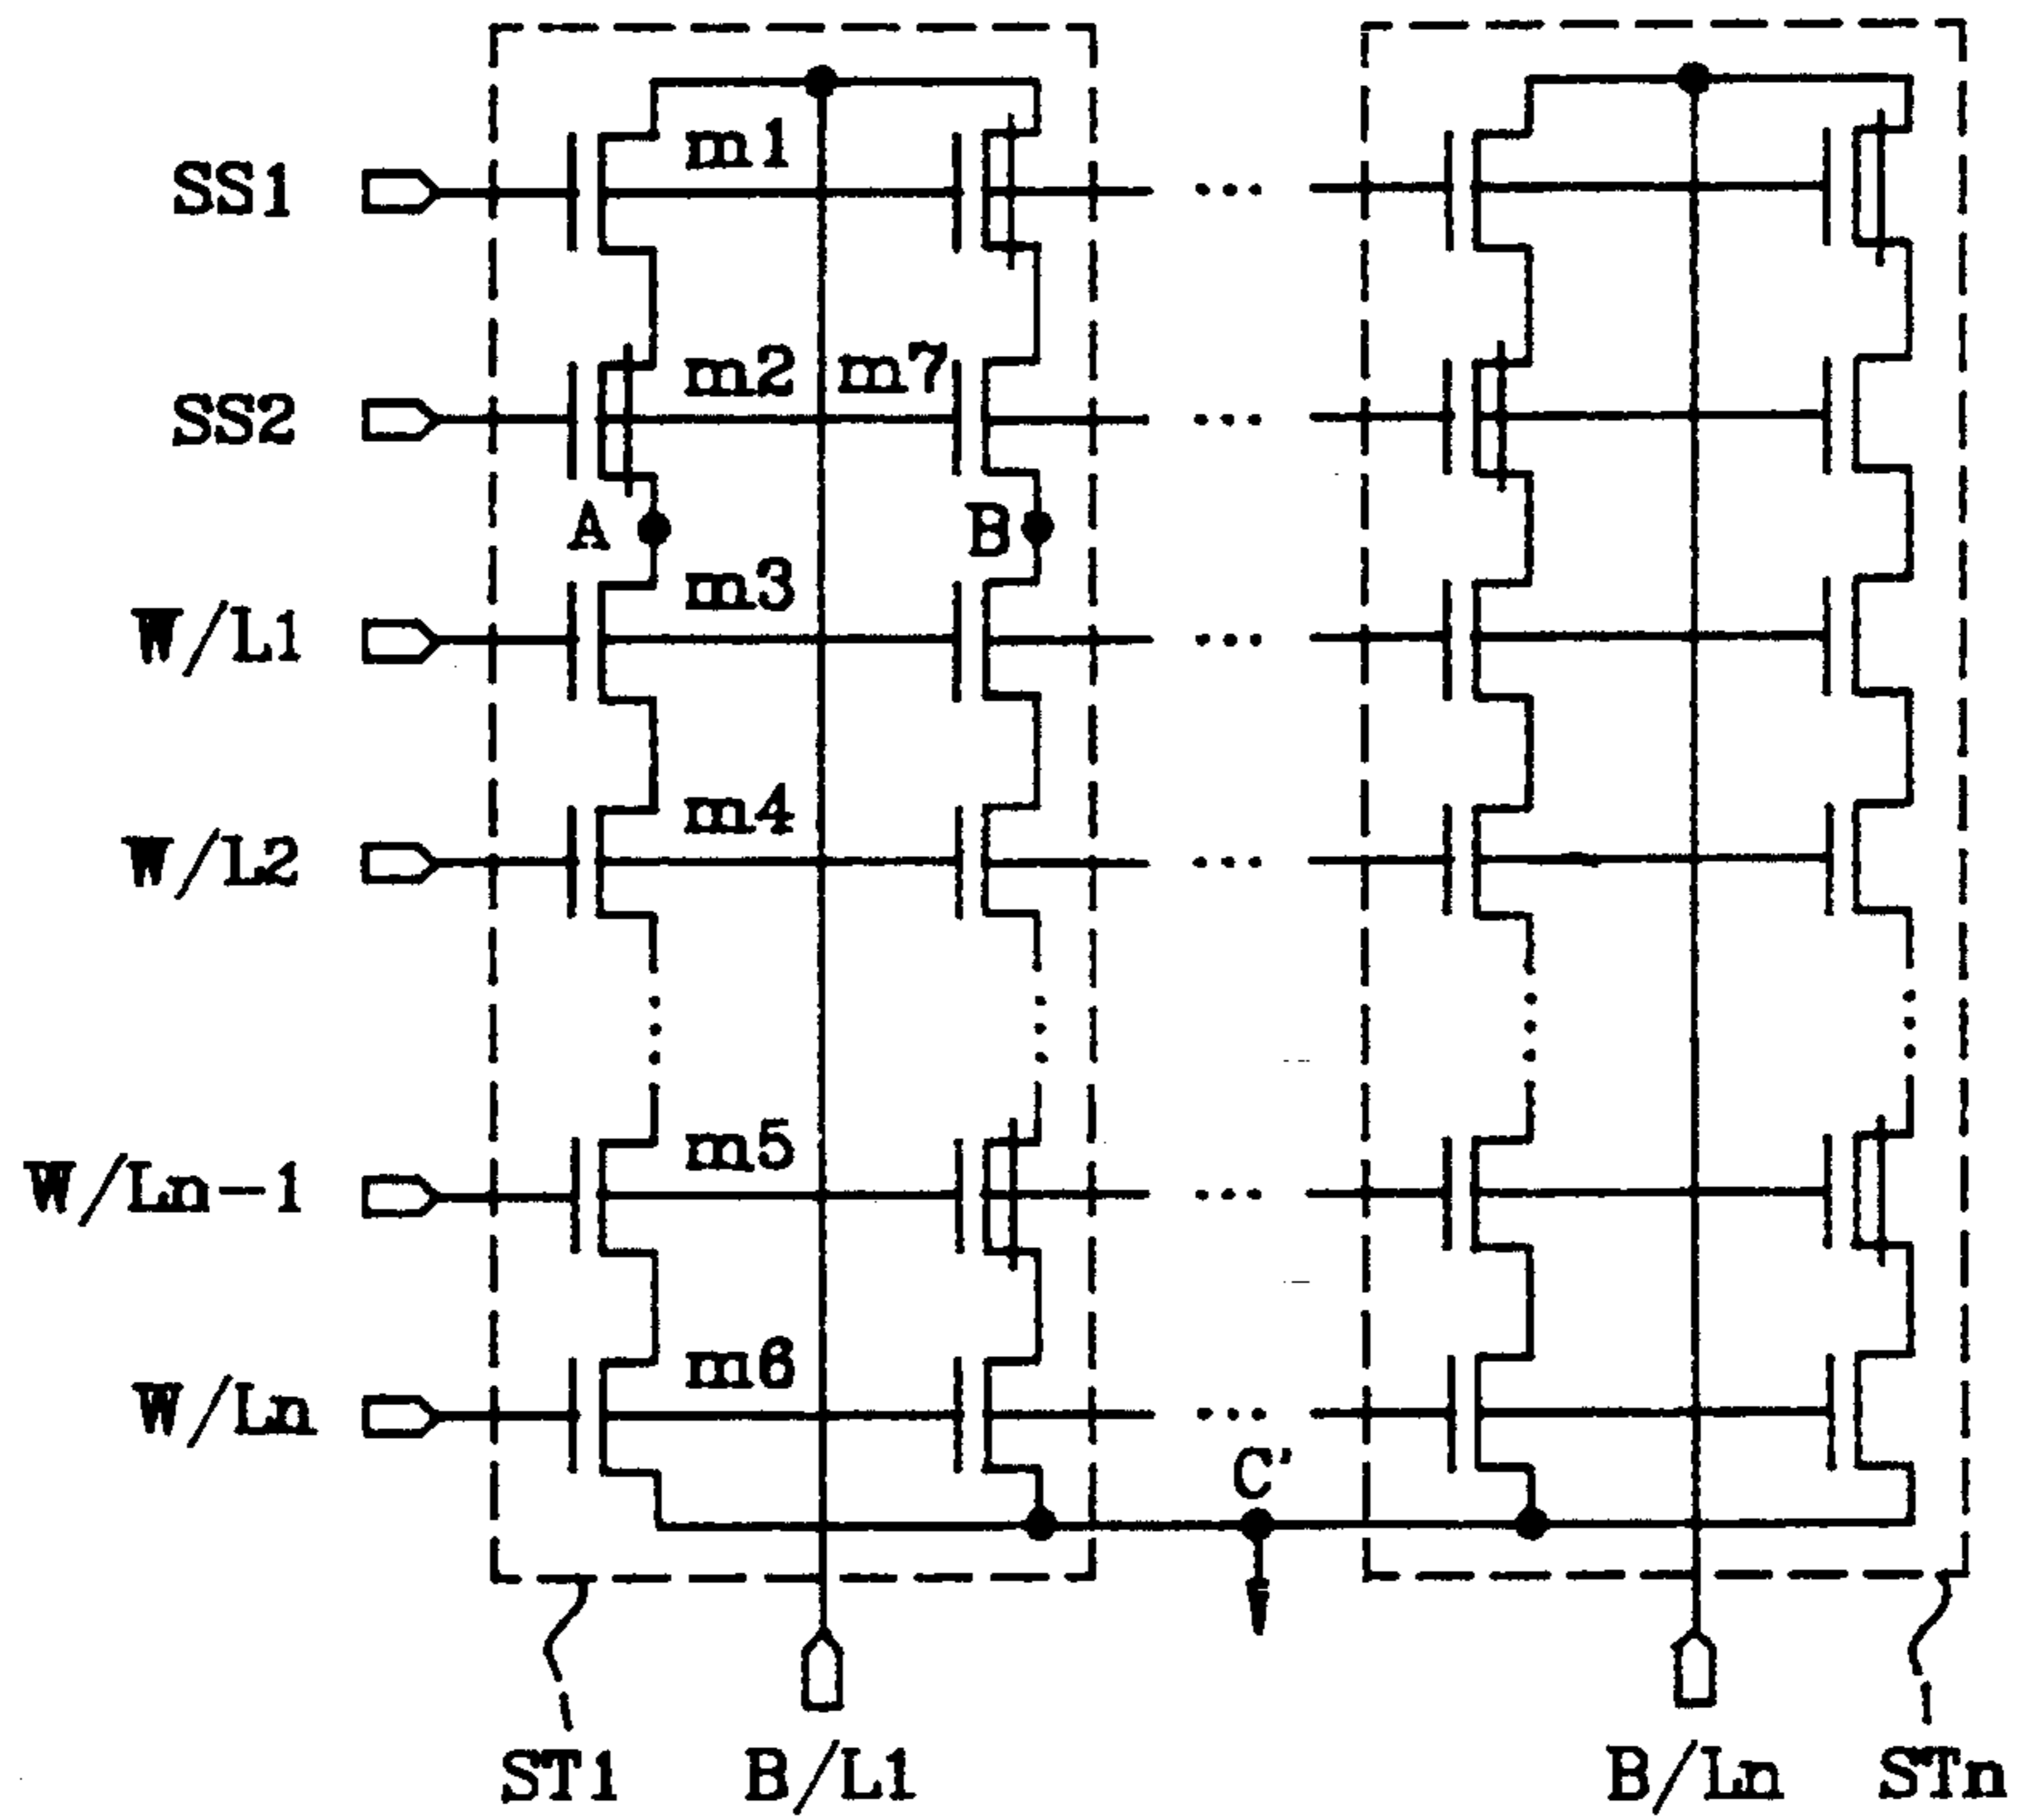 m1
SS1
m2 m7
SS2
A B
m3
W/L1
m4
W/L2
m5
W/Ln-1
m6
W/Ln
C'
ST1 B/L1 B/Ln STn